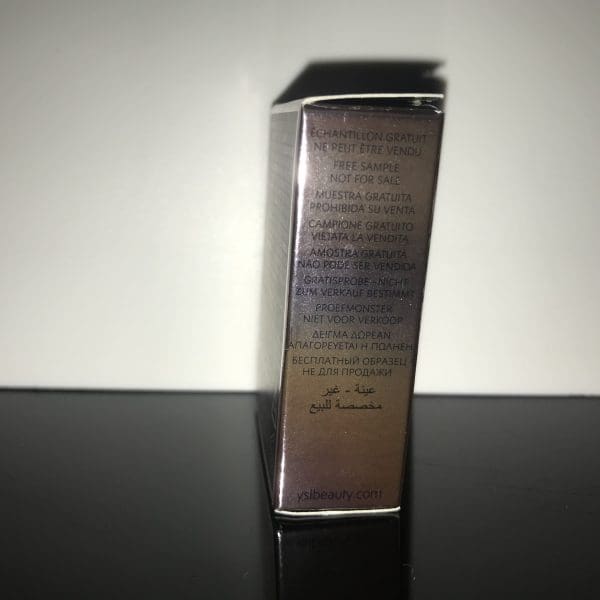 ÉCHANTILLON GRATUIT
NE PEUT ÊTRE VENDU
FREE SAMPLE
NOT FOR SALE
MUESTRA GRATUITA
PROHIBIDA SU VENTA
CAMPIONE GRATUITO
VIETATA LA VENDITA
AMOSTRA GRATUITA
NÃO PODE SER VENDIDA
GRATISPROBE - NICHT
ZUM VERKAUF BESTIMMT
PROEFMONSTER
NIET VOOR VERKOOP
ΔΕΙΓΜΑ ΔΩΡΕΑΝ
ΑΠΑΓΟΡΕΥΕΤΑΙ Η ΠΩΛΗΣΗ
БЕСПЛАТНЫЙ ОБРАЗЕЦ
НЕ ДЛЯ ПРОДАЖИ
عينة - غير
مخصصة للبيع
yslbeauty.com